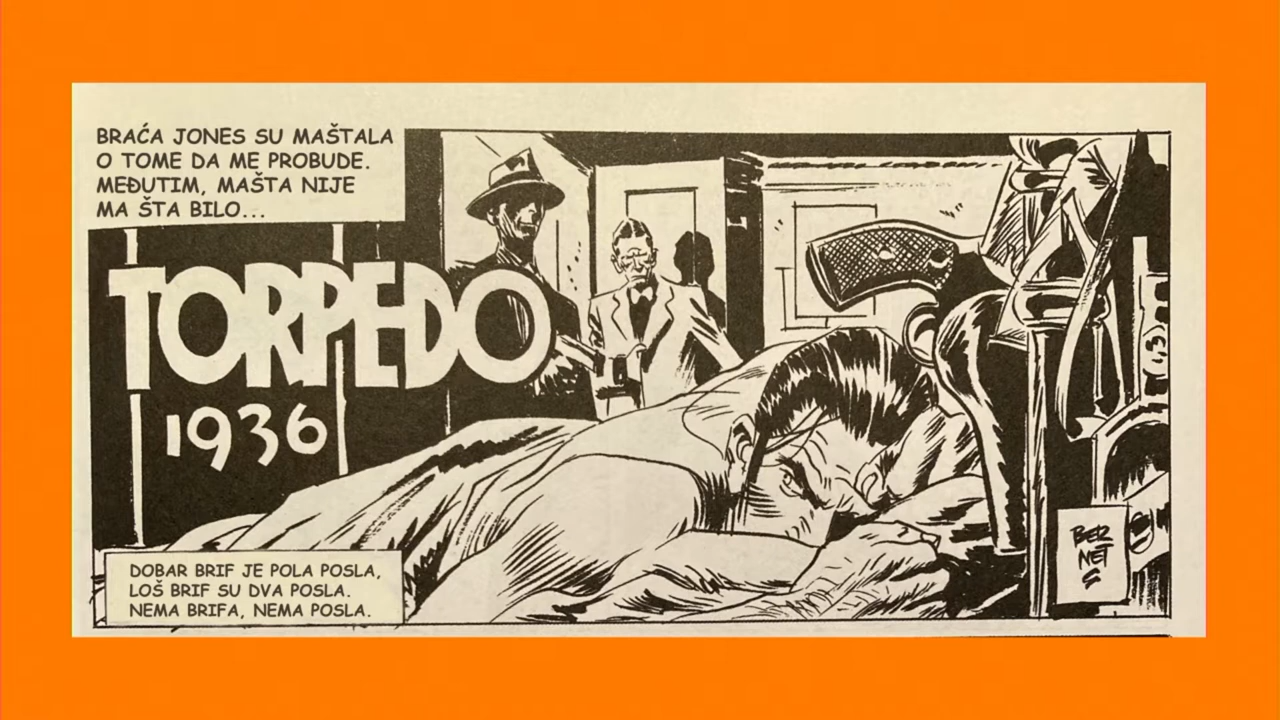 BRAĆA JONES SU MAŠTALA
O TOME DA ME PROBUDE.
MEĐUTIM, MAŠTA NIJE
MA ŠTA BILO...
TORPEDO
1936
DOBAR BRIF JE POLA POSLA,
LOŠ BRIF SU DVA POSLA.
NEMA BRIFA, NEMA POSLA.
BER
NET